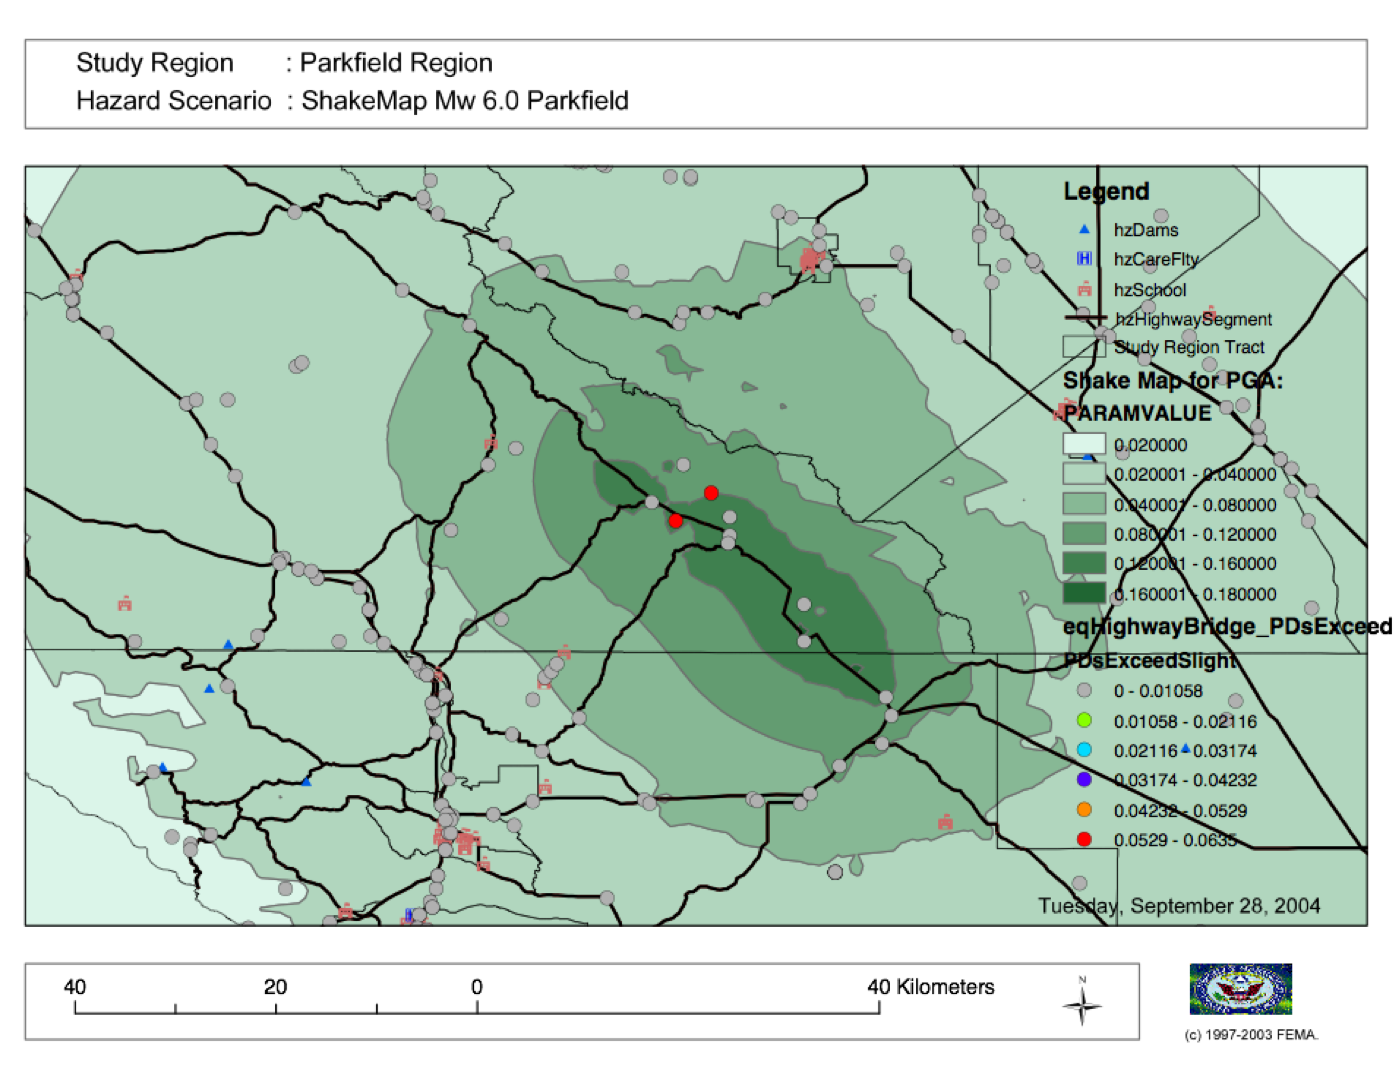 Study Region : Parkfield Region
Hazard Scenario : ShakeMap Mw 6.0 Parkfield
Legend
hzDams
H hzCareFlty
hzSchool
hzHighwaySegment
Study Region Tract
Shake Map for PGA:
PARAMVALUE
0.020000
0.020001 - 0.040000
0.040001 - 0.080000
0.080001 - 0.120000
0.120001 - 0.160000
0.160001 - 0.180000
eqHighwayBridge_PDsExceed
PDsExceedSlight
0 - 0.01058
0.01058 - 0.02116
0.02116 - 0.03174
0.03174 - 0.04232
0.04232 - 0.0529
0.0529 - 0.0635
Tuesday, September 28, 2004
40 20 0 40 Kilometers
N
(c) 1997-2003 FEMA.